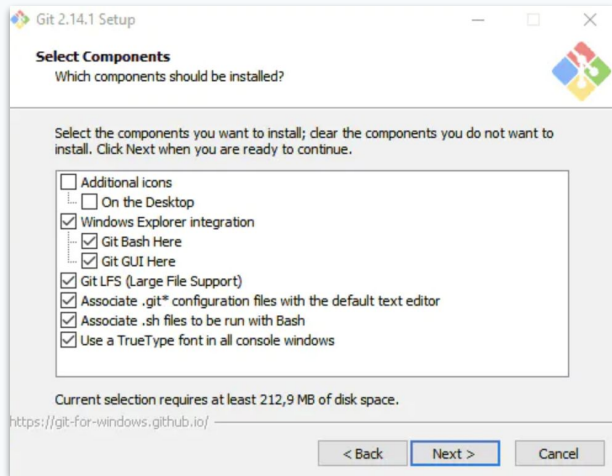 Git 2.14.1 Setup
Select Components
Which components should be installed?
Select the components you want to install; clear the components you do not want to
install. Click Next when you are ready to continue.
Additional icons
On the Desktop
Windows Explorer integration
Git Bash Here
Git GUI Here
Git LFS (Large File Support)
Associate .git* configuration files with the default text editor
Associate .sh files to be run with Bash
Use a TrueType font in all console windows
Current selection requires at least 212,9 MB of disk space.
https://git-for-windows.github.io/
< Back Next > Cancel